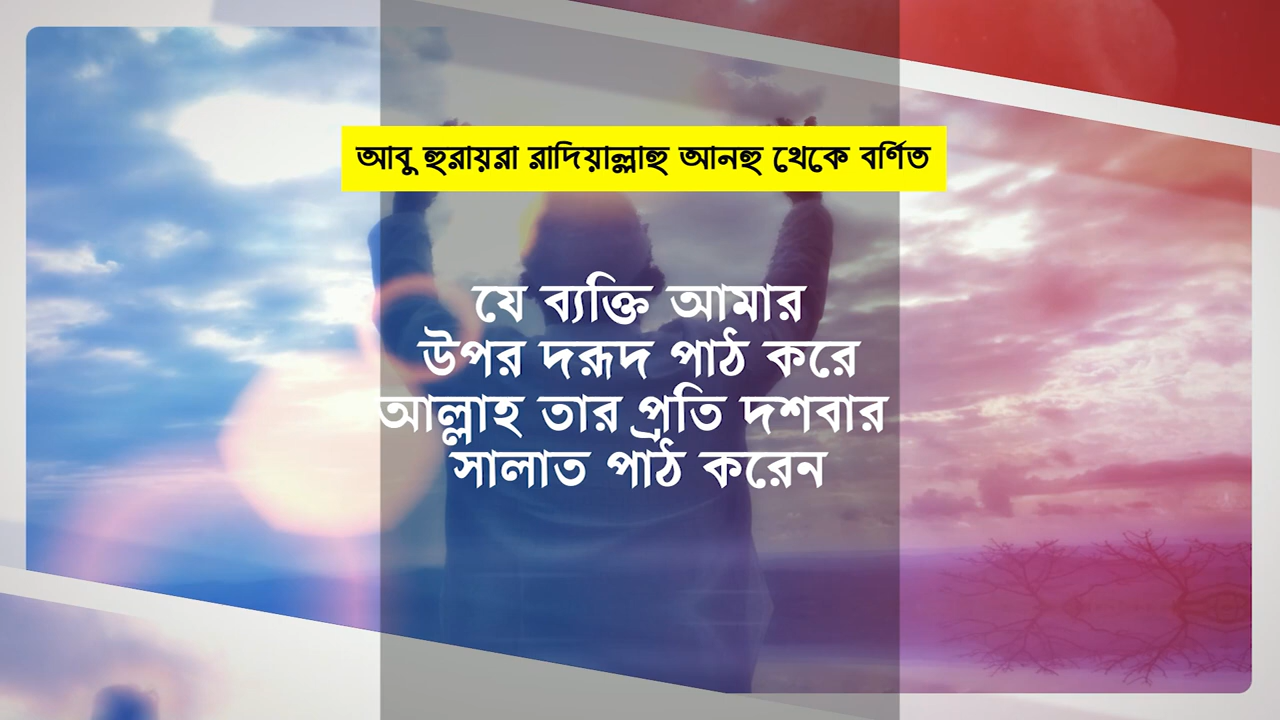 আবু হুরায়রা রাদিয়াল্লাহু আনহু থেকে বর্ণিত
যে ব্যক্তি আমার
উপর দরূদ পাঠ করে
আল্লাহ তার প্রতি দশবার
সালাত পাঠ করেন